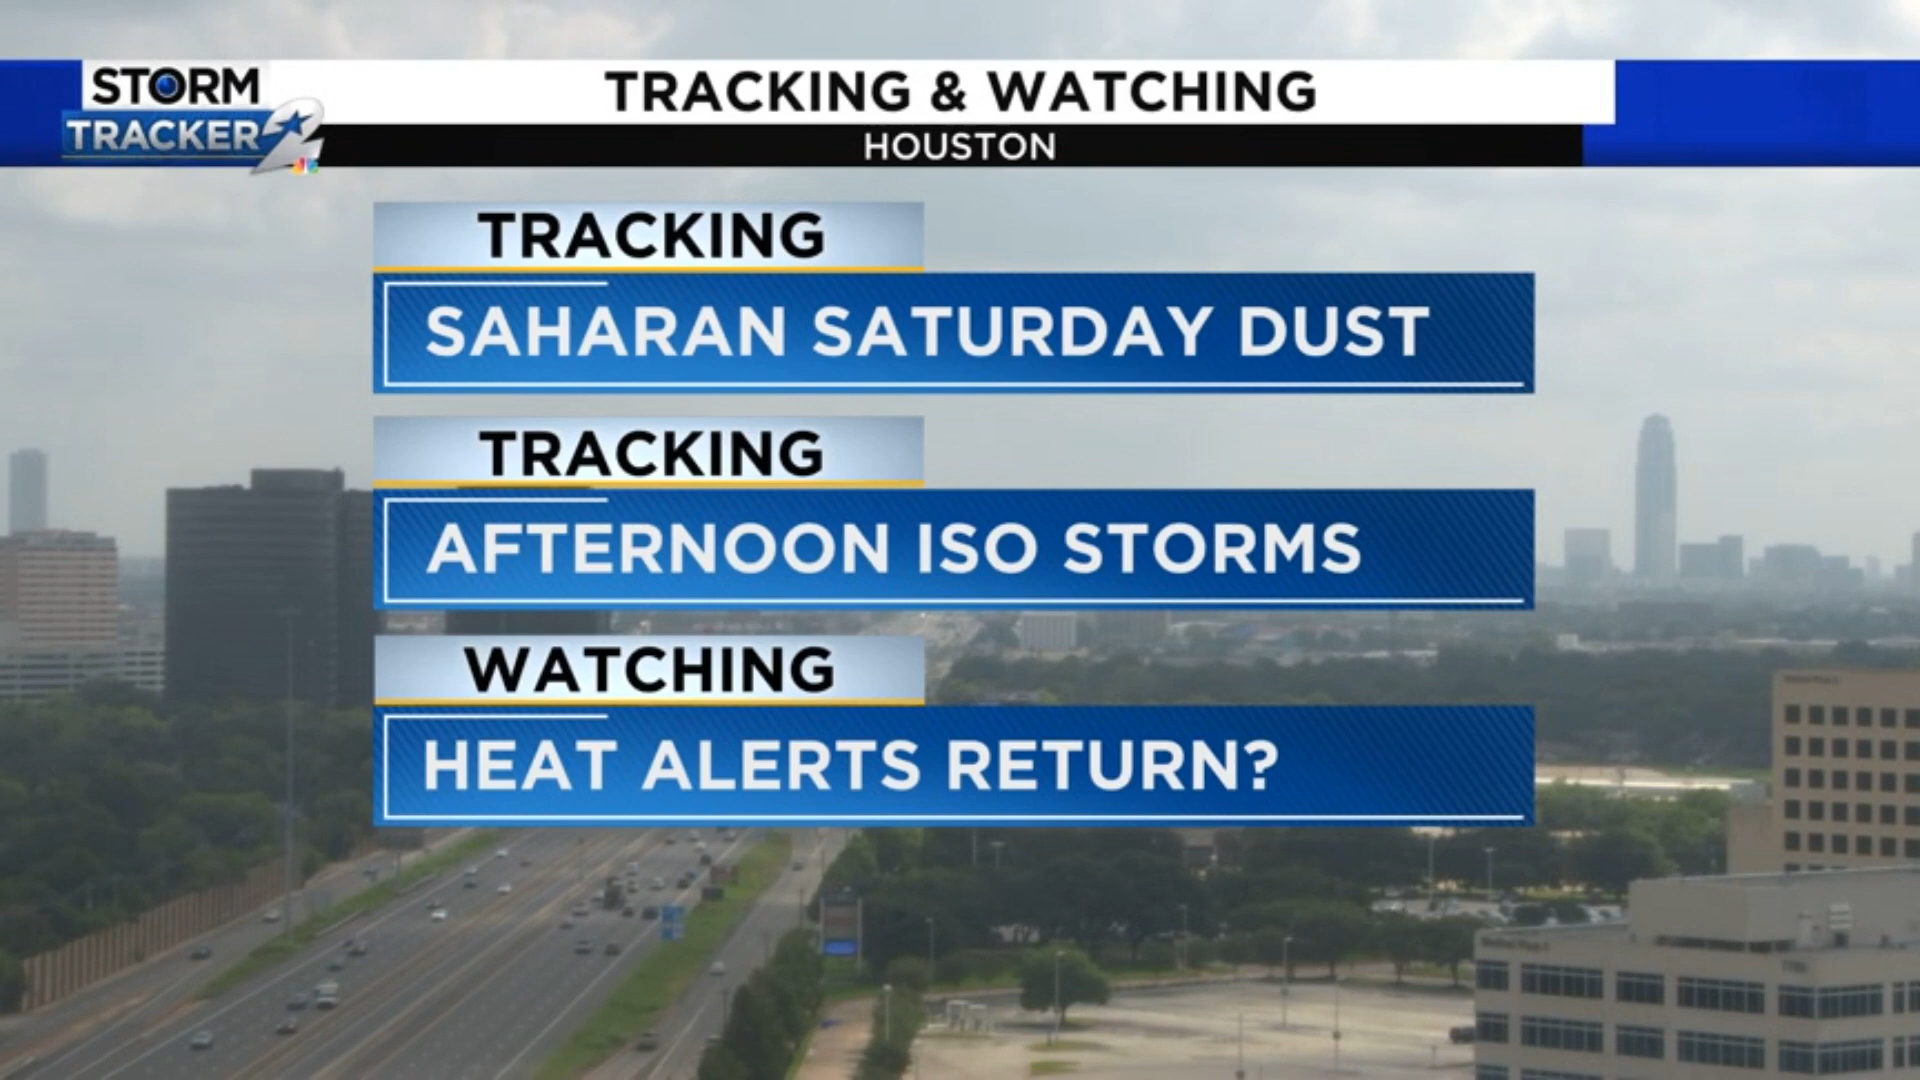 STORM
TRACKER 2
TRACKING & WATCHING
HOUSTON
TRACKING
SAHARAN SATURDAY DUST
TRACKING
AFTERNOON ISO STORMS
WATCHING
HEAT ALERTS RETURN?